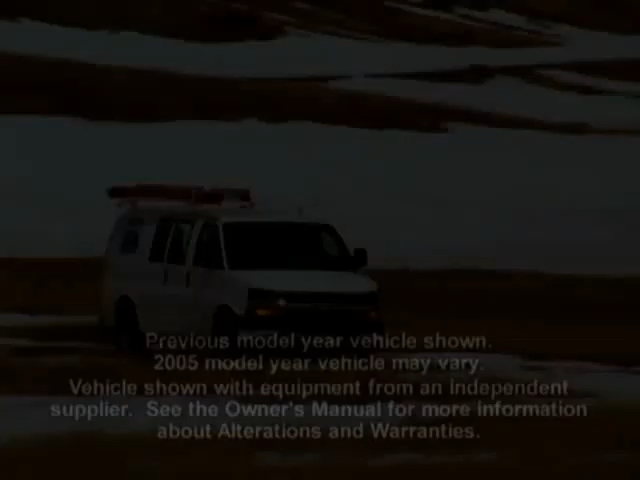 Previous model year vehicle shown.
2005 model year vehicle may vary.
Vehicle shown with equipment from an independent
supplier. See the Owner's Manual for more information
about Alterations and Warranties.